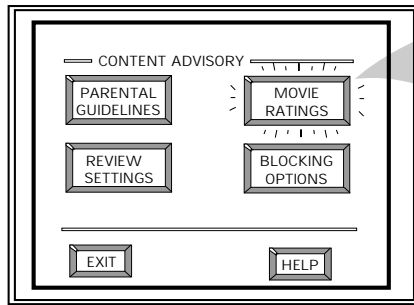 CONTENT ADVISORY
PARENTAL
GUIDELINES
MOVIE
RATINGS
REVIEW
SETTINGS
BLOCKING
OPTIONS
EXIT
HELP